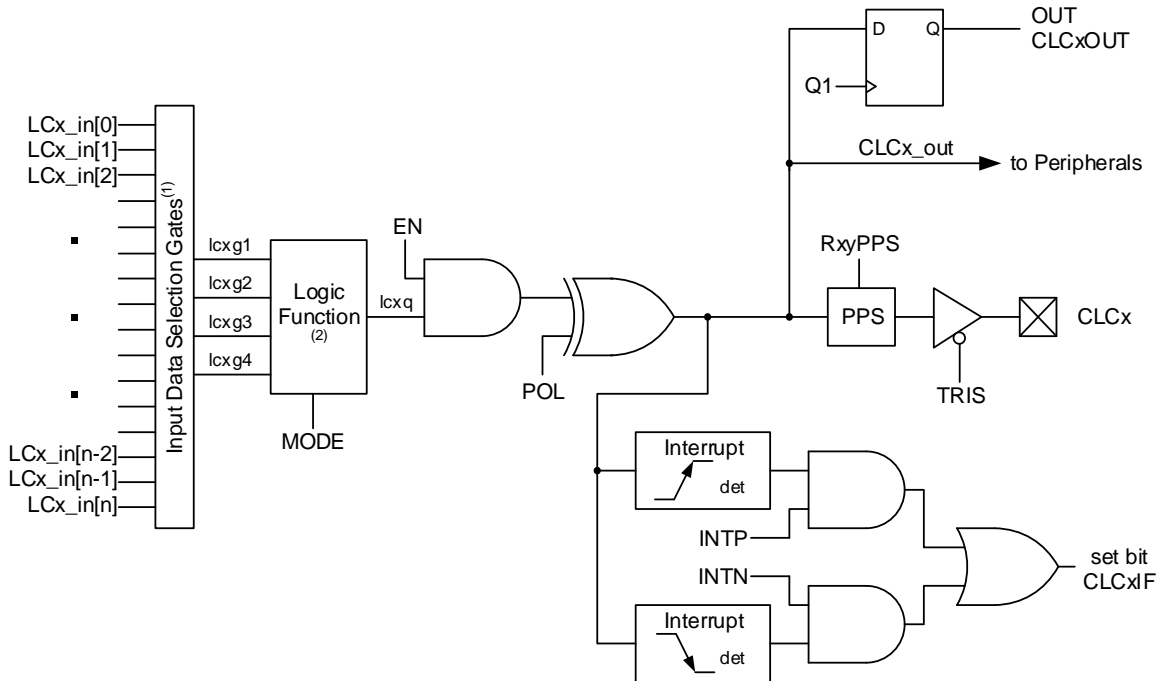 OUT
CLCxOUT
D
Q
Q1
LCx_in[0]
LCx_in[1]
LCx_in[2]
CLCx_out
to Peripherals
Input Data Selection Gates(1)
EN
RxyPPS
lcxg1
lcxg2
lcxg3
lcxg4
Logic
Function
(2)
lcxq
PPS
CLCx
POL
TRIS
MODE
LCx_in[n-2]
LCx_in[n-1]
LCx_in[n]
Interrupt
det
INTP
INTN
set bit
CLCxIF
Interrupt
det